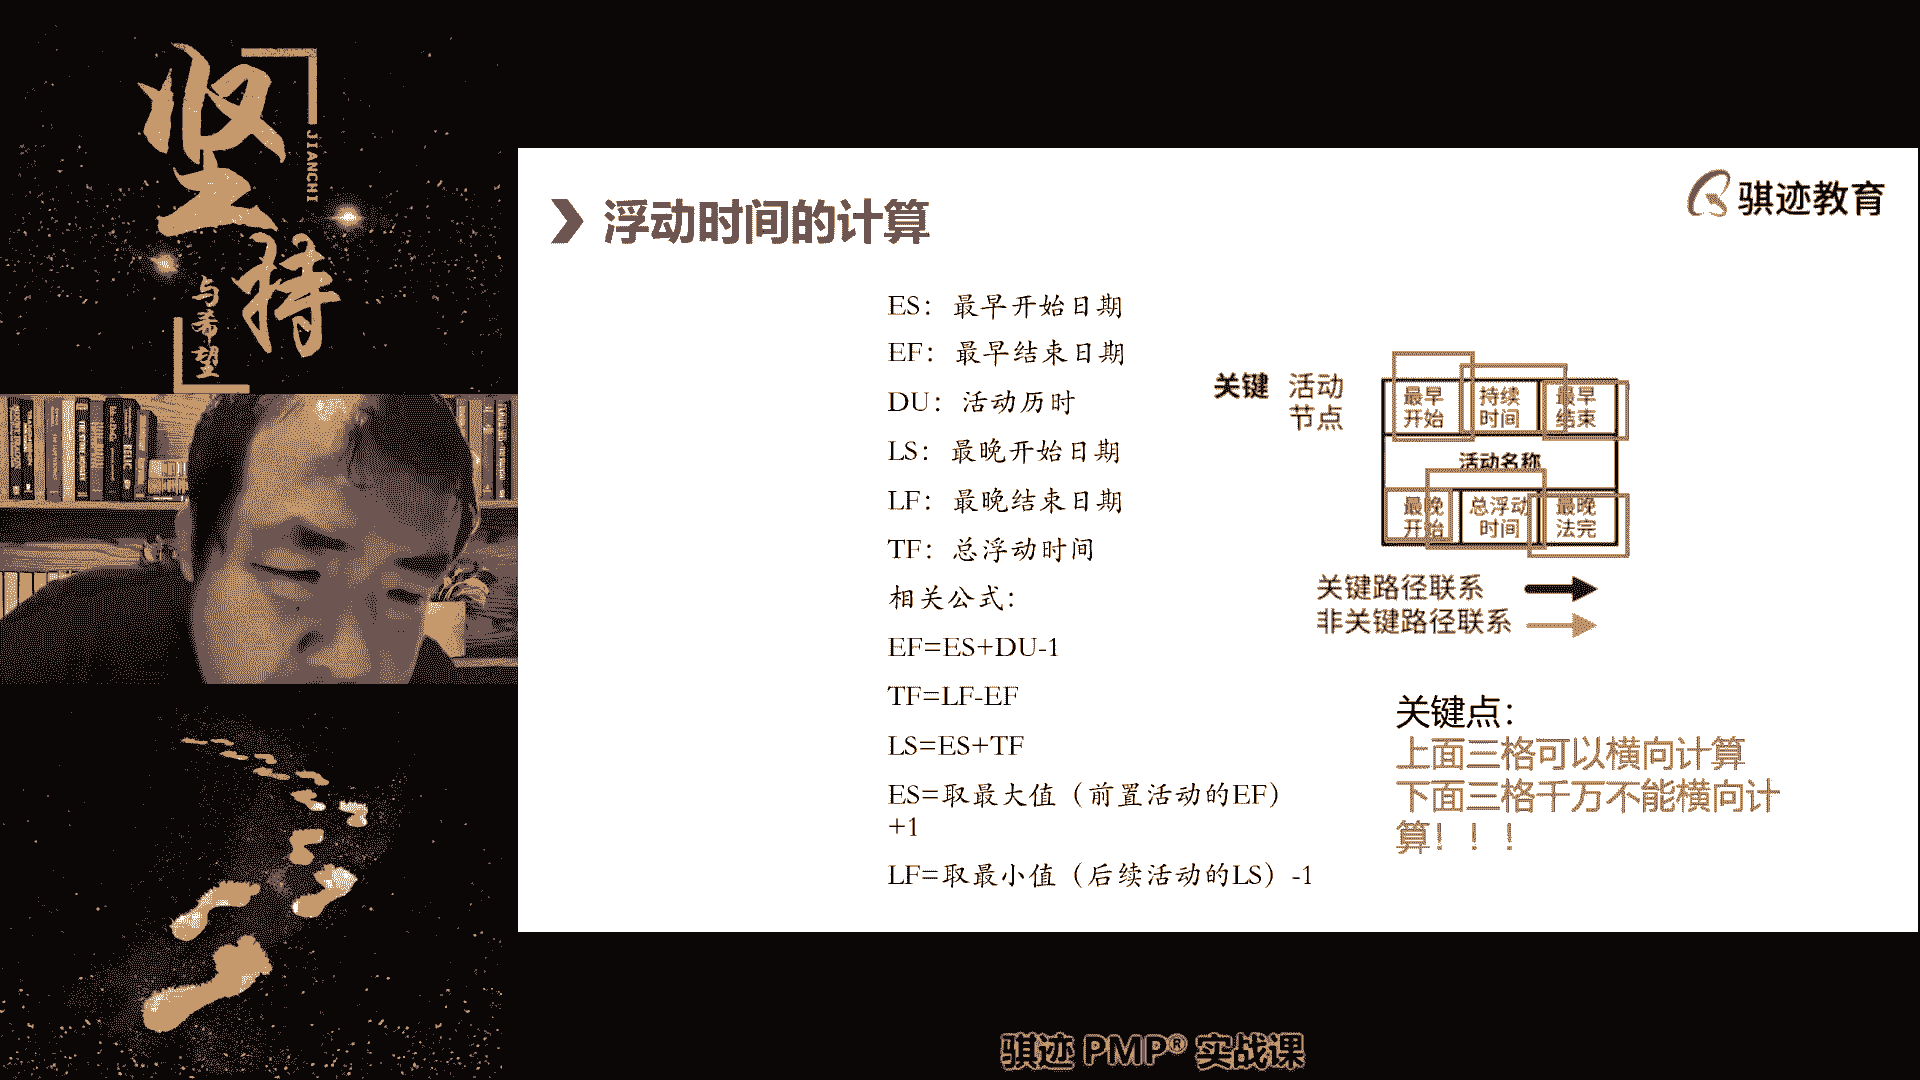 坚持
JIANCHI
与希望
骐迹教育
浮动时间的计算
ES：最早开始日期
EF：最早结束日期
DU：活动历时
LS：最晚开始日期
LF：最晚结束日期
TF：总浮动时间
相关公式：
EF=ES+DU-1
TF=LF-EF
LS=ES+TF
ES=取最大值（前置活动的EF）
+1
LF=取最小值（后续活动的LS）-1
关键 活动
节点
最早
开始
持续
时间
最早
结束
活动名称
最晚
开始
总浮动
时间
最晚
法完
关键路径联系
非关键路径联系
关键点：
上面三格可以横向计算
下面三格千万不能横向计
算！！！
骐迹 PMP® 实战课